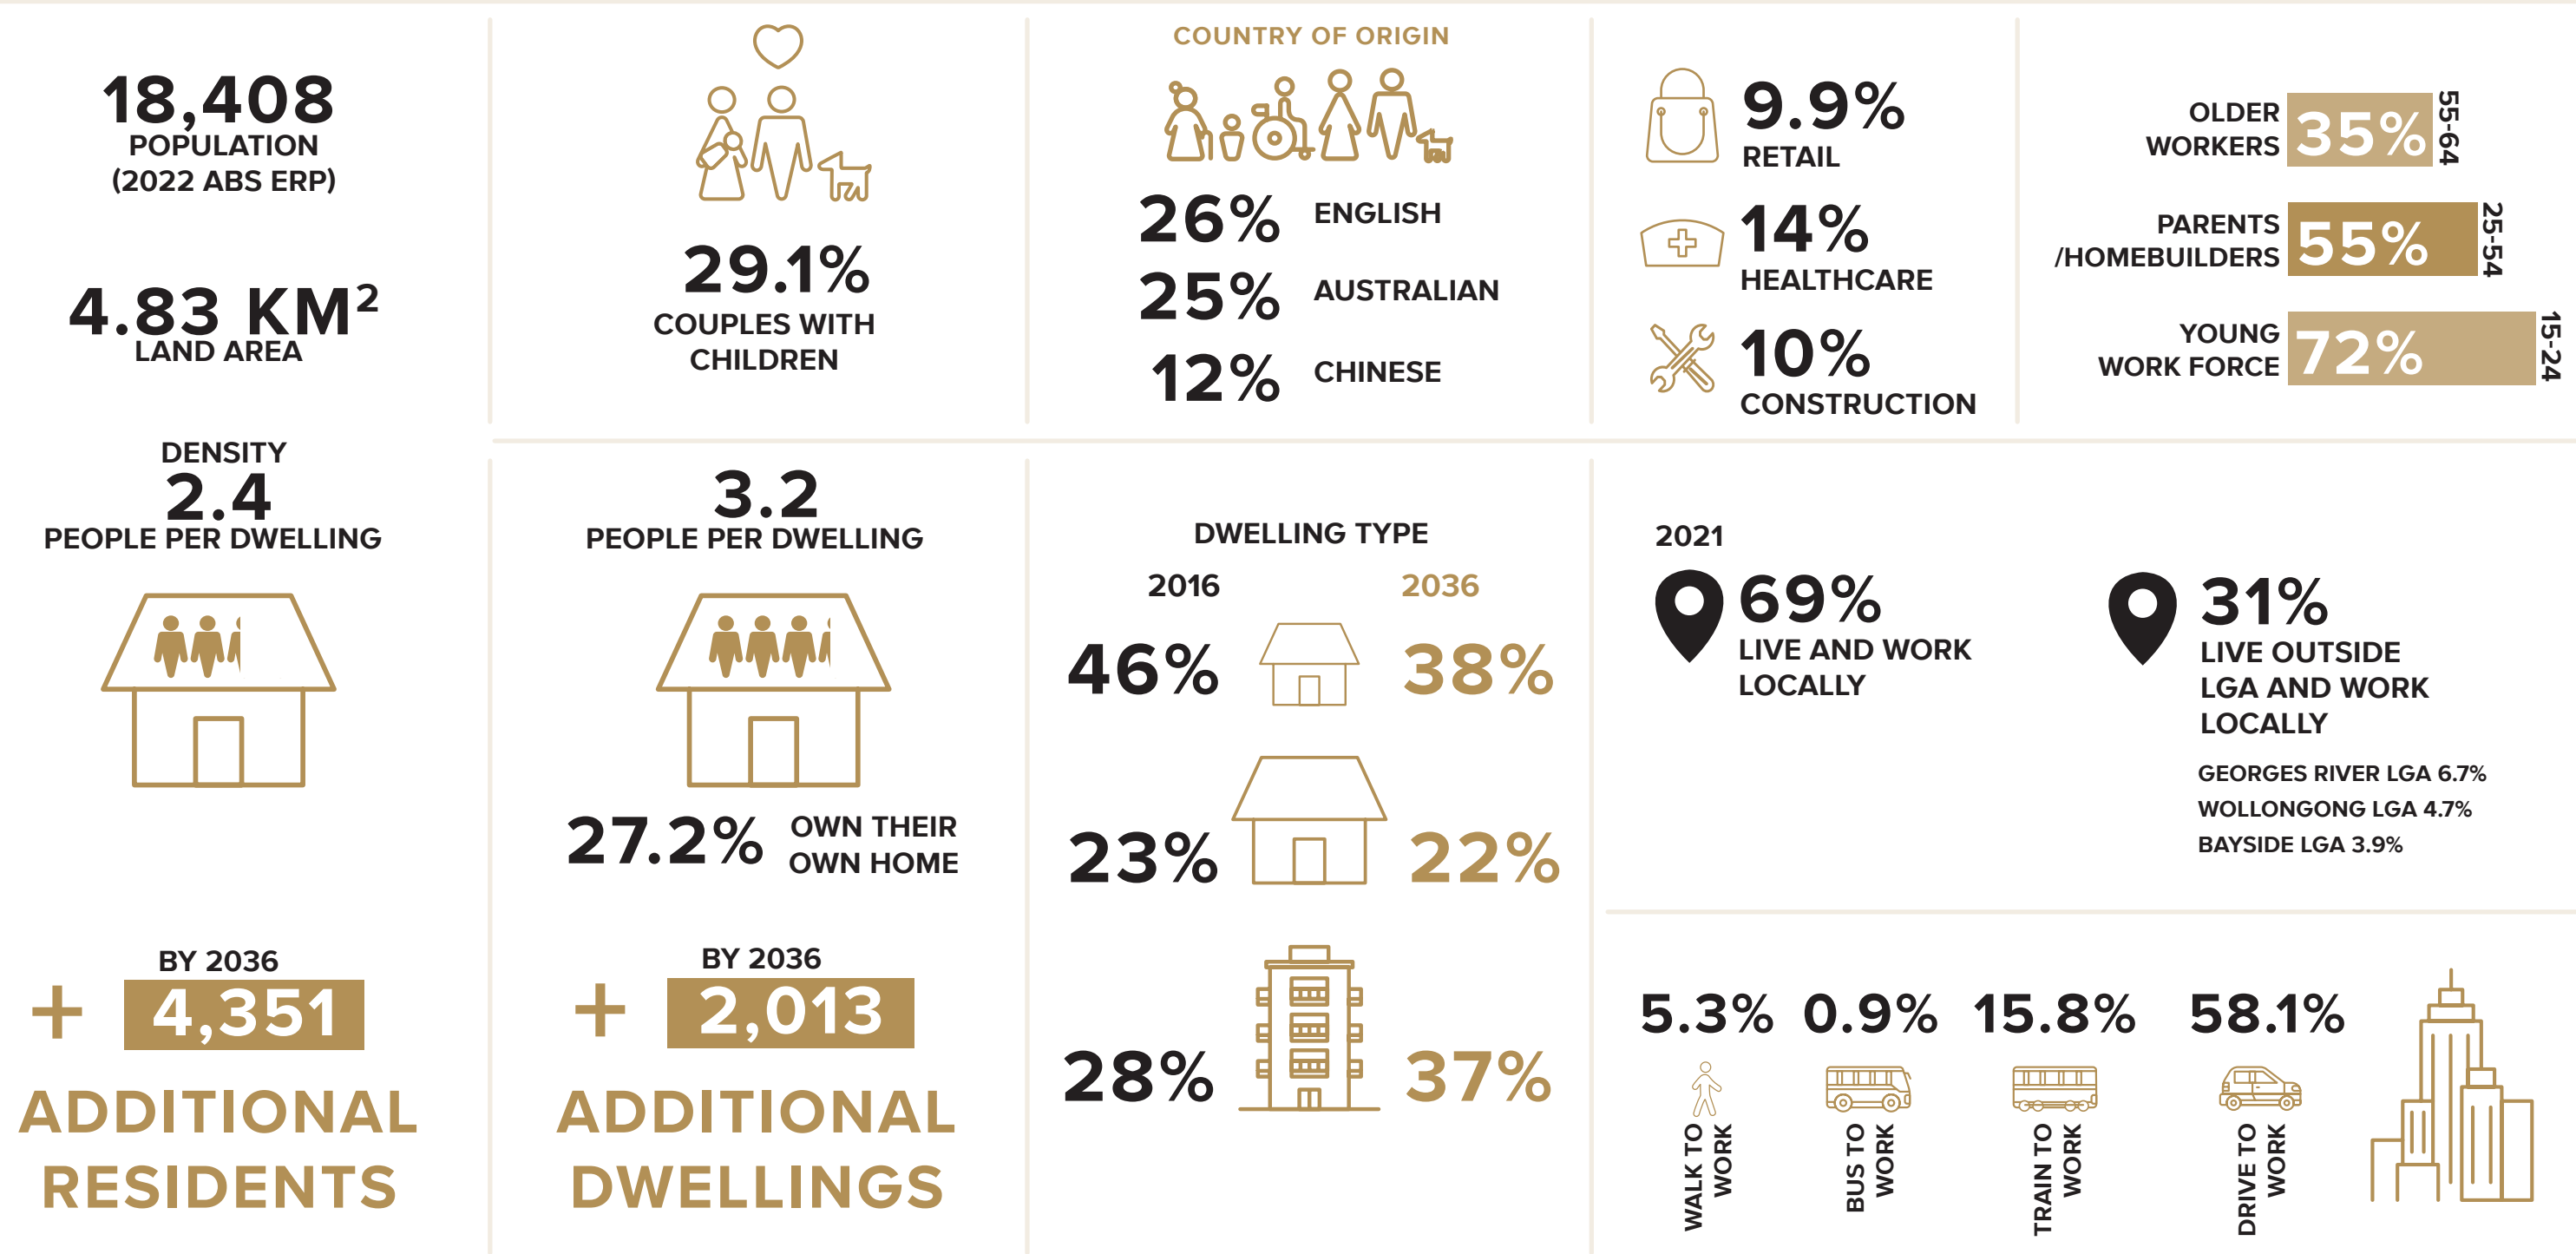 18,408
POPULATION
(2022 ABS ERP)
4.83 KM²
LAND AREA
DENSITY
2.4
PEOPLE PER DWELLING
BY 2036
+ 4,351
ADDITIONAL
RESIDENTS
29.1%
COUPLES WITH
CHILDREN
3.2
PEOPLE PER DWELLING
27.2% OWN THEIR
OWN HOME
BY 2036
+ 2,013
ADDITIONAL
DWELLINGS
COUNTRY OF ORIGIN
26% ENGLISH
25% AUSTRALIAN
12% CHINESE
DWELLING TYPE
2016 2036
46% 38%
23% 22%
28% 37%
9.9%
RETAIL
14%
HEALTHCARE
10%
CONSTRUCTION
OLDER
WORKERS 35% 55-64
PARENTS
/HOMEBUILDERS 55% 25-54
YOUNG
WORK FORCE 72% 15-24
2021
69%
LIVE AND WORK
LOCALLY
31%
LIVE OUTSIDE
LGA AND WORK
LOCALLY
GEORGES RIVER LGA 6.7%
WOLLONGONG LGA 4.7%
BAYSIDE LGA 3.9%
5.3%
WALK TO
WORK
0.9%
BUS TO
WORK
15.8%
TRAIN TO
WORK
58.1%
DRIVE TO
WORK